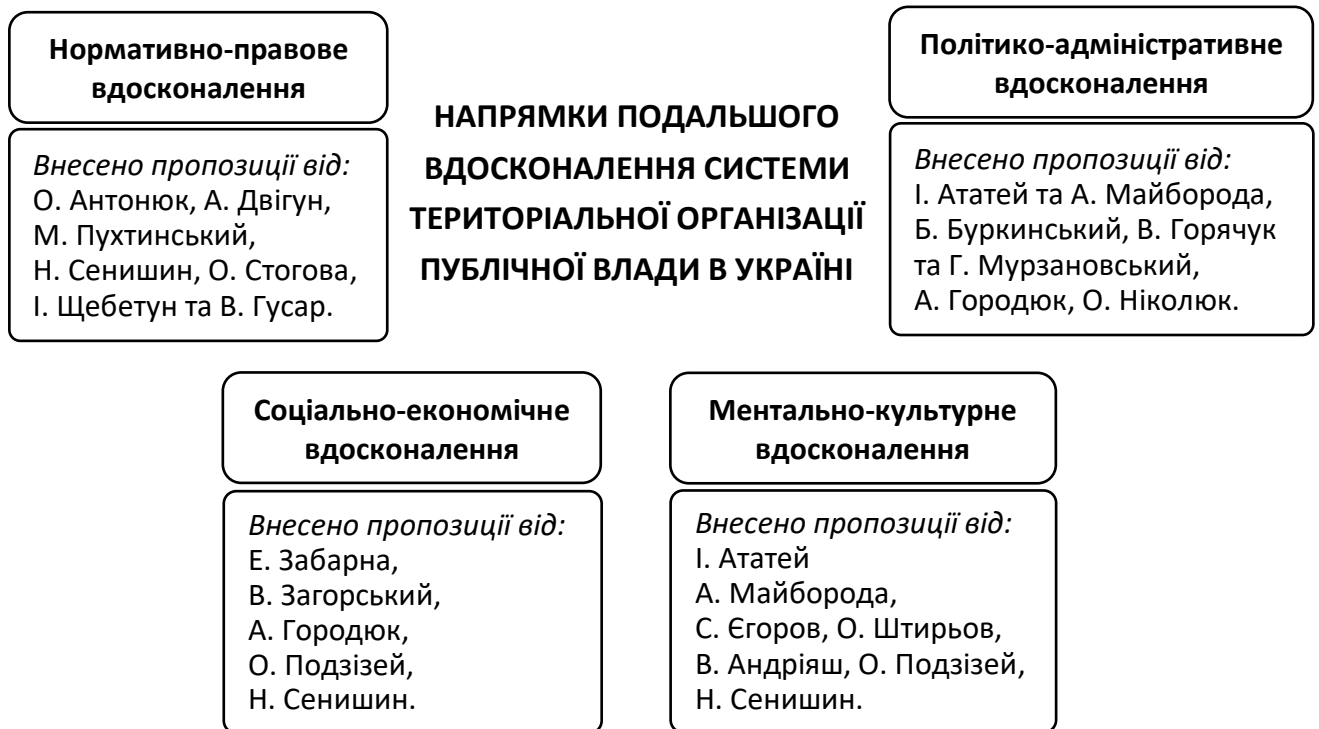 Нормативно-правове
вдосконалення
Внесено пропозиції від:
О. Антонюк, А. Двігун,
М. Пухтинський,
Н. Сенишин, О. Стогова,
І. Щебетун та В. Гусар.
НАПРЯМКИ ПОДАЛЬШОГО
ВДОСКОНАЛЕННЯ СИСТЕМИ
ТЕРИТОРІАЛЬНОЇ ОРГАНІЗАЦІЇ
ПУБЛІЧНОЇ ВЛАДИ В УКРАЇНІ
Політико-адміністративне
вдосконалення
Внесено пропозиції від:
І. Ататей та А. Майборода,
Б. Буркинський, В. Горячук
та Г. Мурзановський,
А. Городюк, О. Ніколюк.
Соціально-економічне
вдосконалення
Внесено пропозиції від:
Е. Забарна,
В. Загорський,
А. Городюк,
О. Подзізей,
Н. Сенишин.
Ментально-культурне
вдосконалення
Внесено пропозиції від:
І. Ататей
А. Майборода,
С. Єгоров, О. Штирьов,
В. Андріяш, О. Подзізей,
Н. Сенишин.